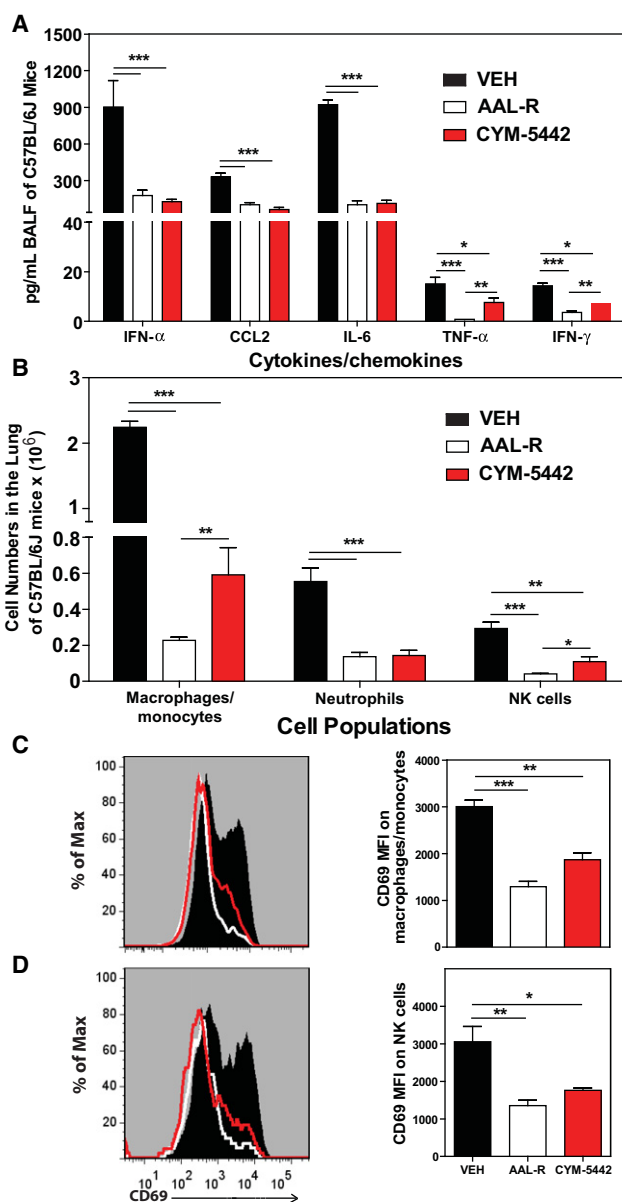 A
pg/mL BALF of C57BL/6J Mice
1500
1200
900
600
300
40
20
0
***
***
***
*
***
**
*
***
**
VEH
AAL-R
CYM-5442
IFN-α CCL2 IL-6 TNF-α IFN-γ
Cytokines/chemokines
B
Cell Numbers in the Lung
of C57BL/6J mice x (10⁶)
3
2
1
0.6
0.4
0.2
0
***
**
***
**
***
*
VEH
AAL-R
CYM-5442
Macrophages/
monocytes
Neutrophils
NK cells
Cell Populations
C
% of Max
100
80
60
40
20
10¹ 10² 10³ 10⁴ 10⁵
CD69 MFI on
macrophages/monocytes
4000
3000
2000
1000
0
**
***
D
% of Max
100
80
60
40
20
10¹ 10² 10³ 10⁴ 10⁵
CD69
CD69 MFI on NK cells
4000
3000
2000
1000
0
*
**
VEH AAL-R CYM-5442